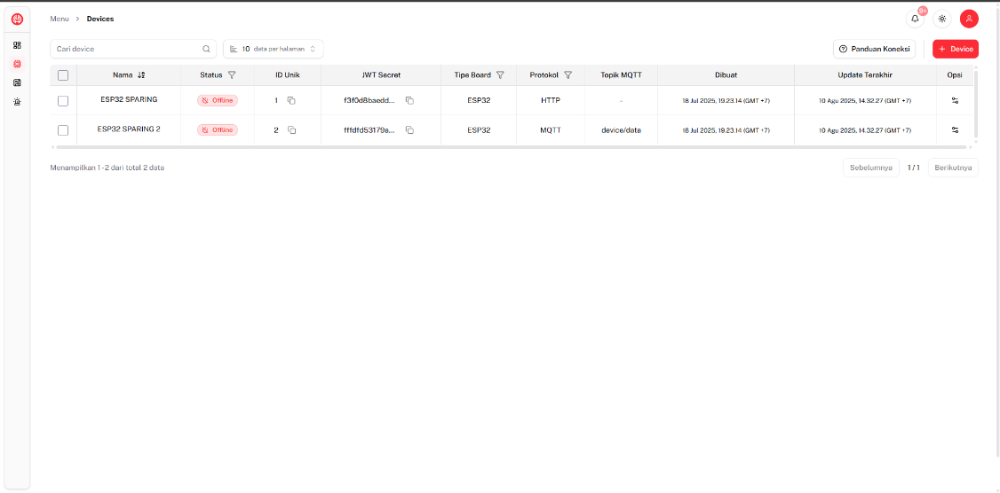 Menu > Devices
9+
Cari device
10 data per halaman
Panduan Koneksi
+ Device
Nama Status ID Unik JWT Secret Tipe Board Protokol Topik MQTT Dibuat Update Terakhir Opsi
ESP32 SPARING Offline 1 f3f0d8baedd... ESP32 HTTP - 18 Jul 2025, 19.23.14 (GMT +7) 10 Agu 2025, 14.32.27 (GMT +7)
ESP32 SPARING 2 Offline 2 fffdfd53179a... ESP32 MQTT device/data 18 Jul 2025, 19.23.14 (GMT +7) 10 Agu 2025, 14.32.27 (GMT +7)
Menampilkan 1 - 2 dari total 2 data
Sebelumnya 1 / 1 Berikutnya